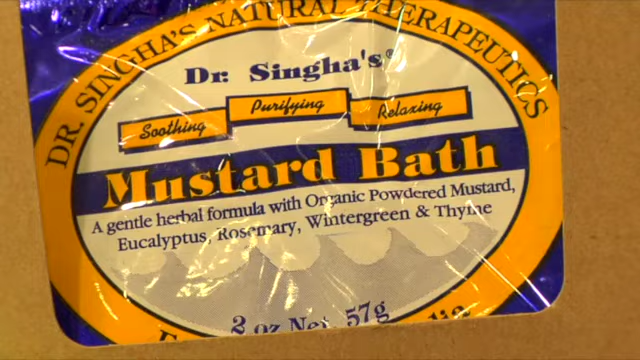 DR. SINGHA'S NATURAL THERAPEUTICS
Dr. Singha's®
Soothing Purifying Relaxing
Mustard Bath
A gentle herbal formula with Organic Powdered Mustard,
Eucalyptus, Rosemary, Wintergreen & Thyme
2 oz Net 57g